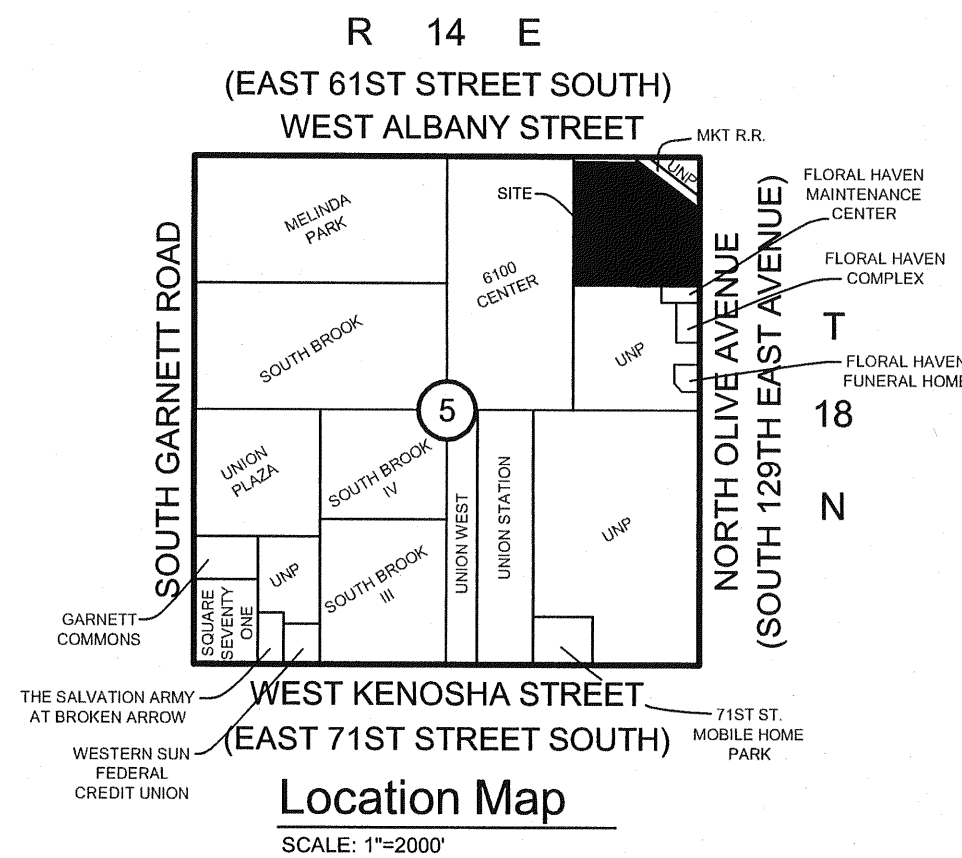 R 14 E
(EAST 61ST STREET SOUTH)
WEST ALBANY STREET
MKT R.R.
UNP
FLORAL HAVEN
MAINTENANCE
CENTER
SITE
MELINDA
PARK
6100
CENTER
FLORAL HAVEN
COMPLEX
SOUTH GARNETT ROAD
NORTH OLIVE AVENUE
(SOUTH 129TH EAST AVENUE)
T
18
N
SOUTH BROOK
UNP
FLORAL HAVEN
FUNERAL HOME
5
UNION
PLAZA
SOUTH BROOK
IV
UNION WEST
UNION STATION
UNP
UNP
SOUTH BROOK
III
GARNETT
COMMONS
SQUARE
SEVENTY
ONE
THE SALVATION ARMY
AT BROKEN ARROW
WEST KENOSHA STREET
(EAST 71ST STREET SOUTH)
71ST ST.
MOBILE HOME
PARK
WESTERN SUN
FEDERAL
CREDIT UNION
Location Map
SCALE: 1"=2000'